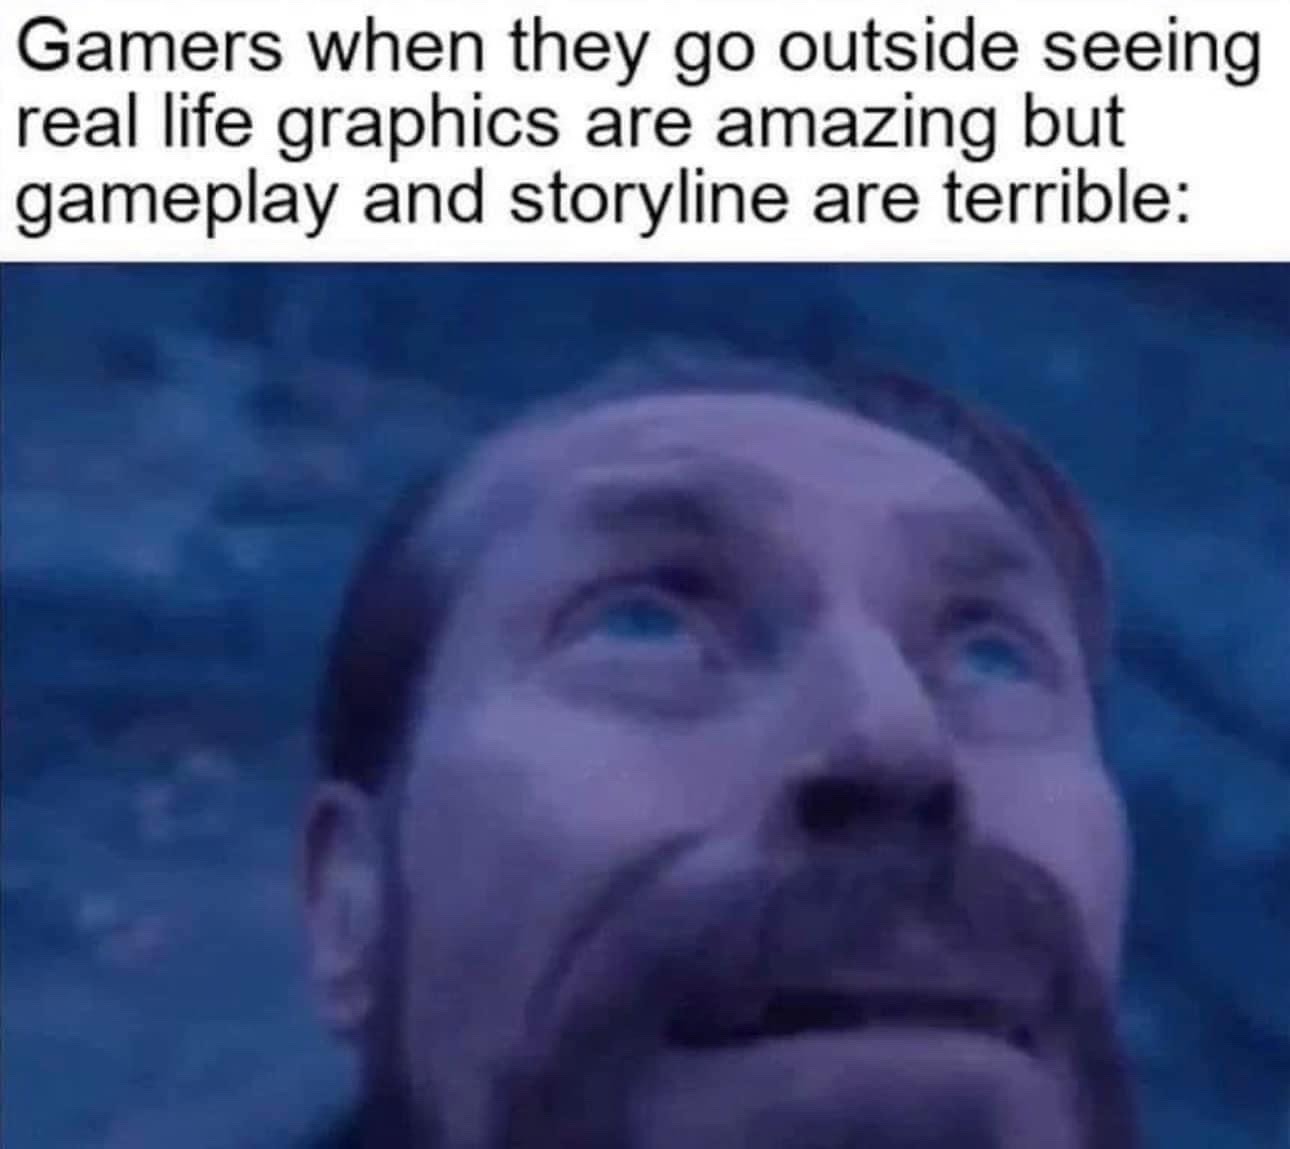 Gamers when they go outside seeing
real life graphics are amazing but
gameplay and storyline are terrible: